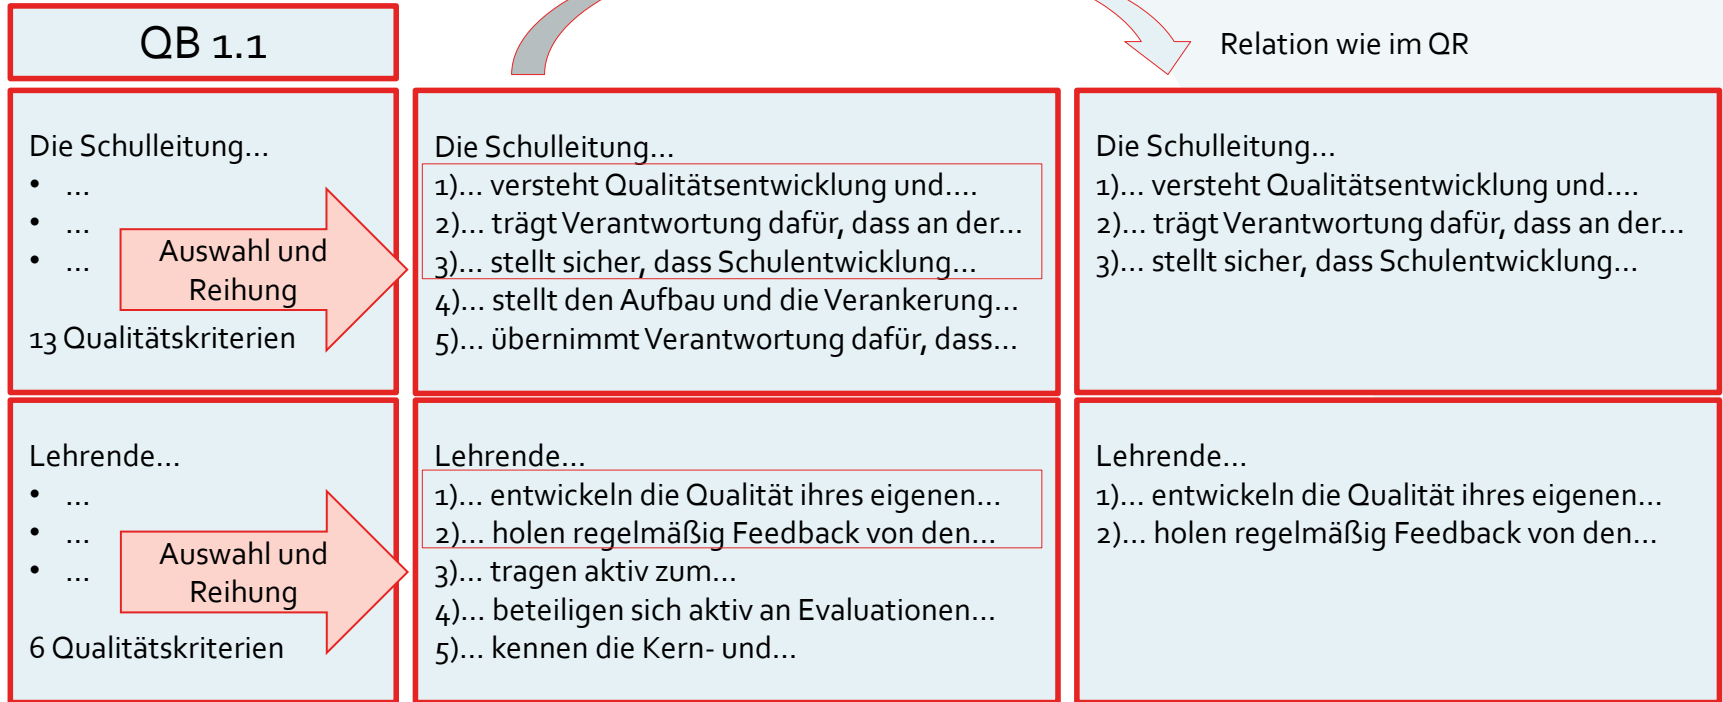 QB 1.1
Relation wie im QR
Die Schulleitung...
• ...
• ...
• ...
Auswahl und
Reihung
13 Qualitätskriterien
Die Schulleitung...
1)... versteht Qualitätsentwicklung und....
2)... trägt Verantwortung dafür, dass an der...
3)... stellt sicher, dass Schulentwicklung...
4)... stellt den Aufbau und die Verankerung...
5)... übernimmt Verantwortung dafür, dass...
Die Schulleitung...
1)... versteht Qualitätsentwicklung und....
2)... trägt Verantwortung dafür, dass an der...
3)... stellt sicher, dass Schulentwicklung...
Lehrende...
• ...
• ...
• ...
Auswahl und
Reihung
6 Qualitätskriterien
Lehrende...
1)... entwickeln die Qualität ihres eigenen...
2)... holen regelmäßig Feedback von den...
3)... tragen aktiv zum...
4)... beteiligen sich aktiv an Evaluationen...
5)... kennen die Kern- und...
Lehrende...
1)... entwickeln die Qualität ihres eigenen...
2)... holen regelmäßig Feedback von den...